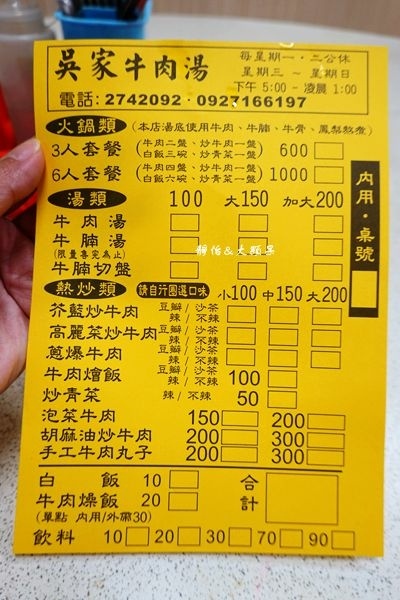 吳家牛肉湯
每星期一．二公休
星期三 ~ 星期日
下午 5:00 - 凌晨 1:00
電話: 2742092．0927166197
火鍋類 (本店湯底使用牛肉、牛腩、牛骨、鳳梨熬煮)
3人套餐 (牛肉二盤、炒牛肉一盤 白飯三碗、炒青菜一盤) 600
6人套餐 (牛肉四盤、炒牛肉一盤 白飯六碗、炒青菜一盤) 1000
內用．桌號
湯類 100 大150 加大200
牛肉湯
牛腩湯
(限量售完為止)
牛腩切盤
靜怡&大顆呆
熱炒類 請自行圈選口味 小100 中150 大200
芥藍炒牛肉 豆瓣/沙茶 辣/不辣
高麗菜炒牛肉 豆瓣/沙茶 辣/不辣
蔥爆牛肉 豆瓣/沙茶 辣/不辣
牛肉燴飯 豆瓣/沙茶 辣/不辣 100
炒青菜 辣/不辣 50
泡菜牛肉 150 200
胡麻油炒牛肉 200 300
手工牛肉丸子 200 300
白飯 10
牛肉燥飯 20
(單點 內用/外帶30)
合計
飲料 10 20 30 70 90